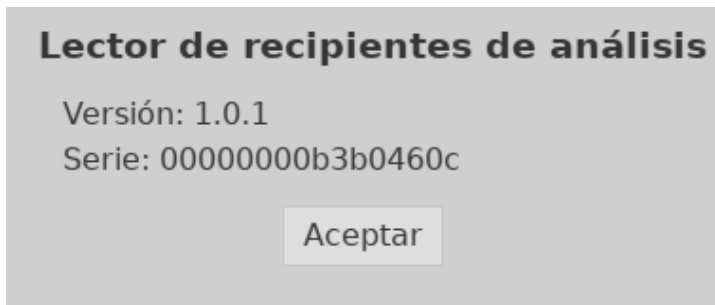 Lector de recipientes de análisis
Versión: 1.0.1
Serie: 00000000b3b0460c
Aceptar